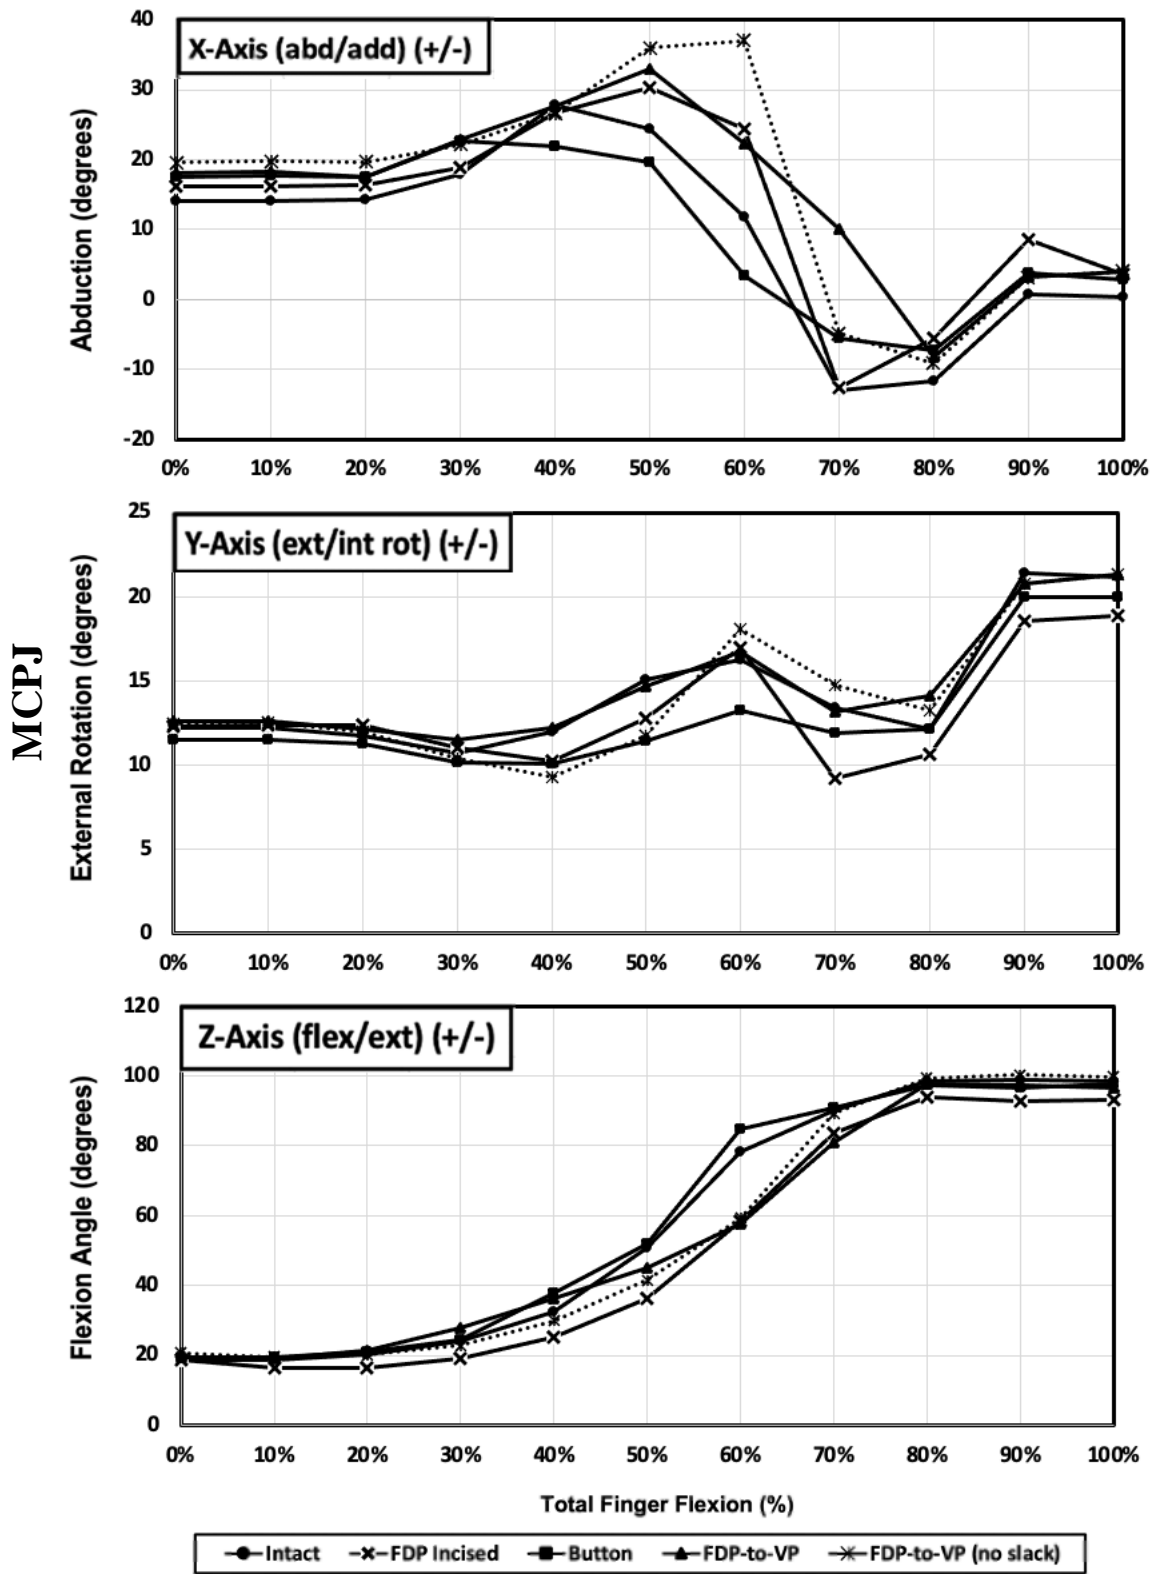 X-Axis (abd/add) (+/-)
Abduction (degrees)
40
30
20
10
0
-10
-20
0% 10% 20% 30% 40% 50% 60% 70% 80% 90% 100%
MCPJ
Y-Axis (ext/int rot) (+/-)
External Rotation (degrees)
25
20
15
10
5
0
0% 10% 20% 30% 40% 50% 60% 70% 80% 90% 100%
Z-Axis (flex/ext) (+/-)
Flexion Angle (degrees)
120
100
80
60
40
20
0
0% 10% 20% 30% 40% 50% 60% 70% 80% 90% 100%
Total Finger Flexion (%)
Intact FDP Incised Button FDP-to-VP FDP-to-VP (no slack)